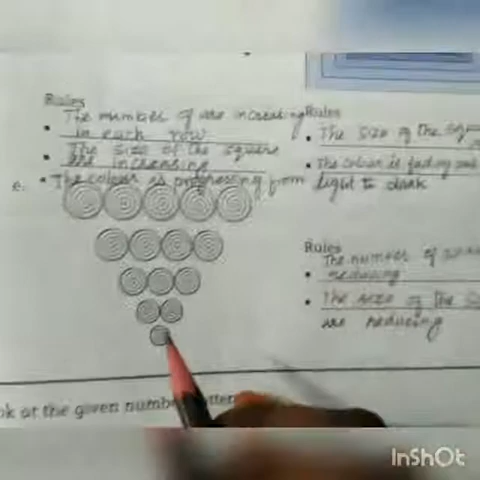 Rules
The number of are increasing
• in each row
The size of the square
• are increasing
• The colour is progressing from
light to dark
Rules
• The size of the
• The colour is fading
e.
Rules
The number of
• reducing
• The size of the
are reducing
ok at the given number
InShOt